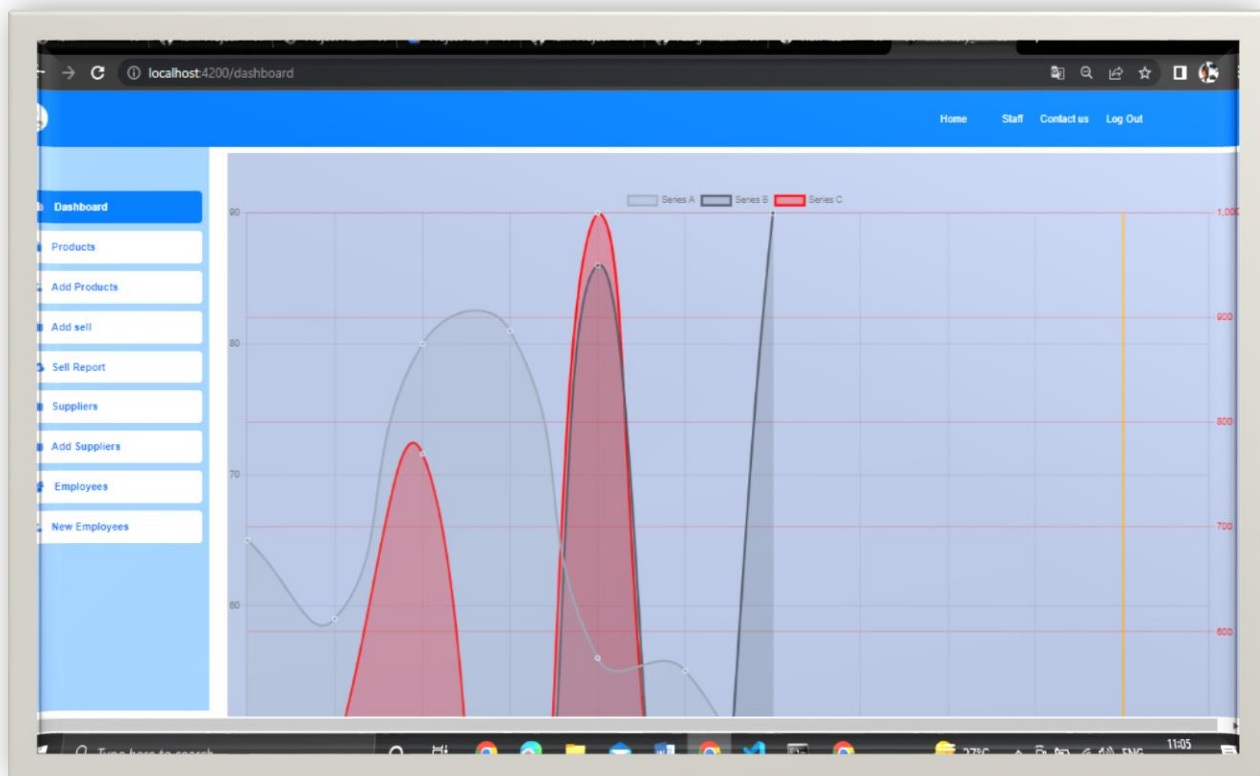 localhost:4200/dashboard
Home Staff Contact us Log Out
Dashboard
Products
Add Products
Add sell
Sell Report
Suppliers
Add Suppliers
Employees
New Employees
Series A Series B Series C
90
80
70
60
900
800
700
600
Type here to search
27°C ENG 11:05